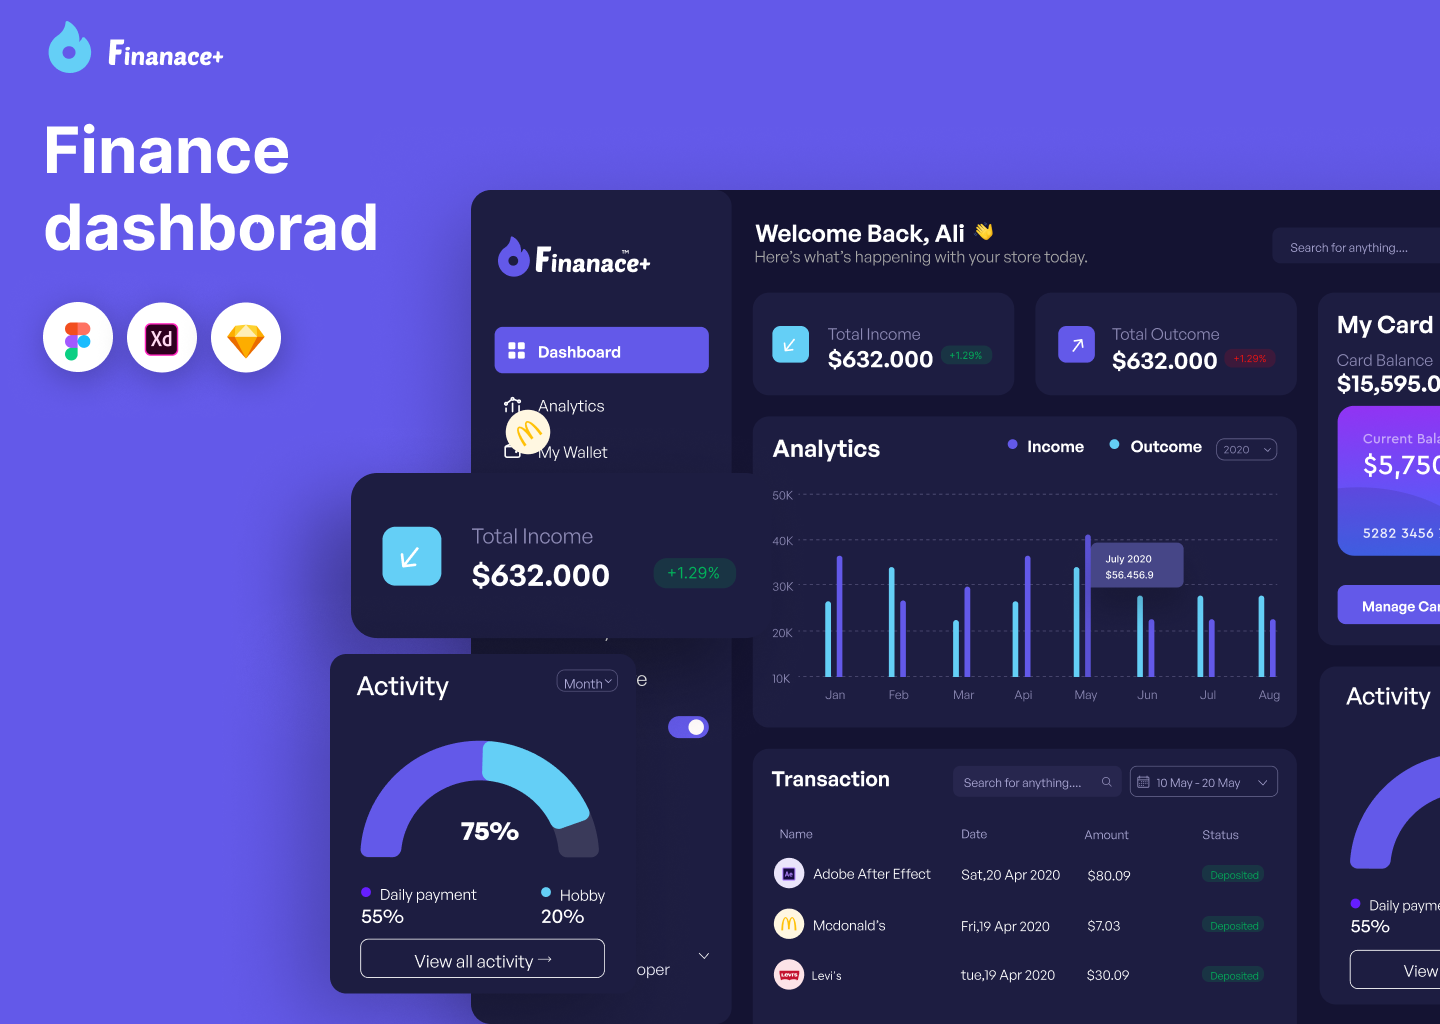 Finanace+
Finance
dashborad
Xd
Finanace+
™
Dashboard
Analytics
My Wallet
Welcome Back, Ali 👋
Here's what's happening with your store today.
Search for anything....
Total Income
$632.000
+1.29%
Total Outcome
$632.000
+1.29%
My Card
Card Balance
$15,595.0
Current Bala
$5,750
5282 3456
Manage Car
Total Income
$632.000
+1.29%
Analytics
Income
Outcome
2020
50K
40K
30K
20K
10K
July 2020
$56.456.9
Jan
Feb
Mar
Api
May
Jun
Jul
Aug
Activity
Month
75%
Daily payment
55%
Hobby
20%
View all activity →
e
oper
Transaction
Search for anything....
10 May - 20 May
Name Date Amount Status
Ae Adobe After Effect Sat,20 Apr 2020 $80.09 Deposited
Mcdonald's Fri,19 Apr 2020 $7.03 Deposited
Levi's Levi's tue,19 Apr 2020 $30.09 Deposited
Activity
Daily payme
55%
View